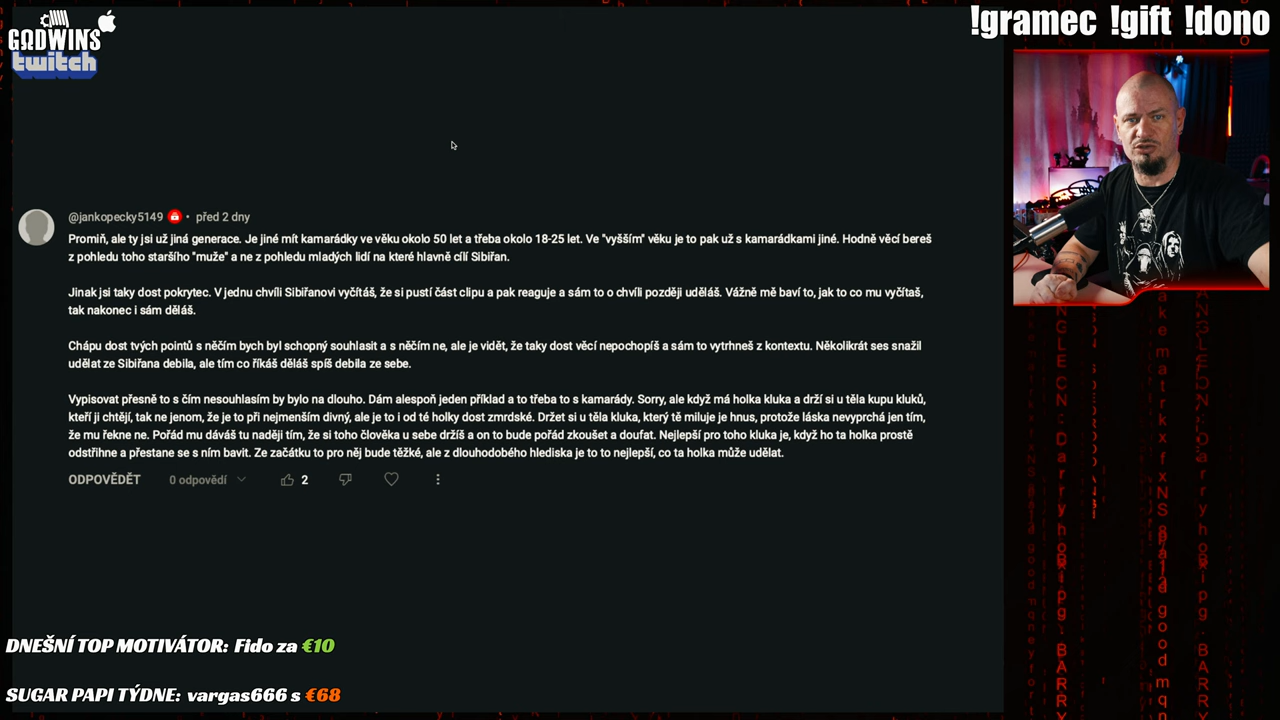 GODWINS
twitch
!gramec !gift !dono
@jankopecky5149 • před 2 dny
Promiň, ale ty jsi už jiná generace. Je jiné mít kamarádky ve věku okolo 50 let a třeba okolo 18-25 let. Ve "vyšším" věku je to pak už s kamarádkami jiné. Hodně věcí bereš
z pohledu toho staršího "muže" a ne z pohledu mladých lidí na které hlavně cílí Sibiřan.
Jinak jsi taky dost pokrytec. V jednu chvíli Sibiřanovi vyčítáš, že si pustí část clipu a pak reaguje a sám to o chvíli později uděláš. Vážně mě baví to, jak to co mu vyčítaš,
tak nakonec i sám děláš.
Chápu dost tvých pointů s něčím bych byl schopný souhlasit a s něčím ne, ale je vidět, že taky dost věcí nepochopíš a sám to vytrhneš z kontextu. Několikrát ses snažil
udělat ze Sibiřana debila, ale tím co říkáš děláš spíš debila ze sebe.
Vypisovat přesně to s čím nesouhlasím by bylo na dlouho. Dám alespoň jeden příklad a to třeba to s kamarády. Sorry, ale když má holka kluka a drží si u těla kupu kluků,
kteří ji chtějí, tak ne jenom, že je to při nejmenším divný, ale je to i od té holky dost zmrdské. Držet si u těla kluka, který tě miluje je hnus, protože láska nevyprchá jen tím,
že mu řekne ne. Pořád mu dáváš tu naději tím, že si toho člověka u sebe držíš a on to bude pořád zkoušet a doufat. Nejlepší pro toho kluka je, když ho ta holka prostě
odstřihne a přestane se s ním bavit. Ze začátku to pro něj bude těžké, ale z dlouhodobého hlediska je to to nejlepší, co ta holka může udělat.
ODPOVĚDĚT 0 odpovědí 2
DNEŠNÍ TOP MOTIVÁTOR: Fido za €10
SUGAR PAPI TÝDNE: vargas666 s €68